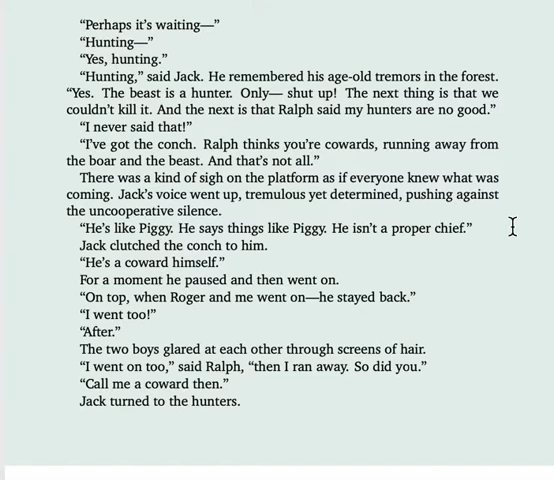 “Perhaps it’s waiting—”
“Hunting—”
“Yes, hunting.”
“Hunting,” said Jack. He remembered his age-old tremors in the forest.
“Yes. The beast is a hunter. Only— shut up! The next thing is that we
couldn’t kill it. And the next is that Ralph said my hunters are no good.”
“I never said that!”
“I’ve got the conch. Ralph thinks you’re cowards, running away from
the boar and the beast. And that’s not all.”
There was a kind of sigh on the platform as if everyone knew what was
coming. Jack’s voice went up, tremulous yet determined, pushing against
the uncooperative silence.
“He’s like Piggy. He says things like Piggy. He isn’t a proper chief.”
Jack clutched the conch to him.
“He’s a coward himself.”
For a moment he paused and then went on.
“On top, when Roger and me went on—he stayed back.”
“I went too!”
“After.”
The two boys glared at each other through screens of hair.
“I went on too,” said Ralph, “then I ran away. So did you.”
“Call me a coward then.”
Jack turned to the hunters.